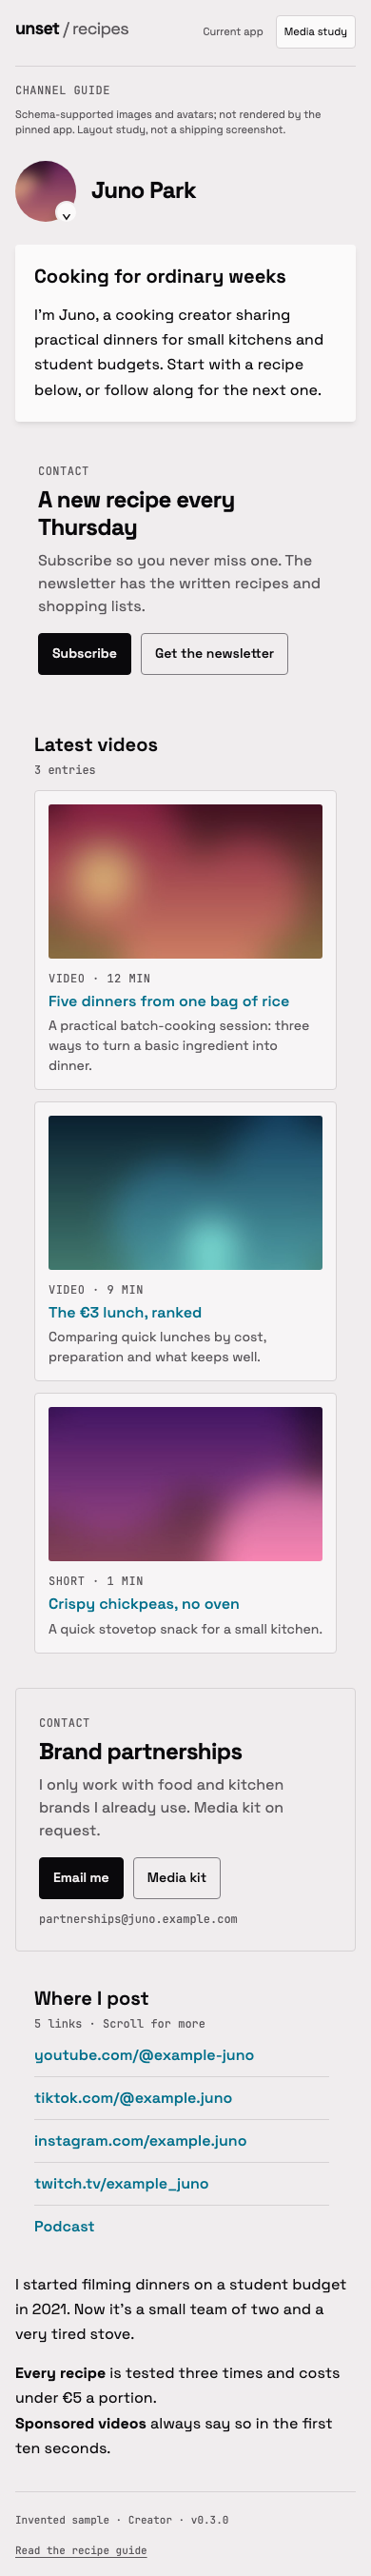 unset / recipes
Current app
Media study
CHANNEL GUIDE
Schema-supported images and avatars; not rendered by the
pinned app. Layout study, not a shipping screenshot.
Juno Park
Cooking for ordinary weeks
I'm Juno, a cooking creator sharing
practical dinners for small kitchens and
student budgets. Start with a recipe
below, or follow along for the next one.
CONTACT
A new recipe every
Thursday
Subscribe so you never miss one. The
newsletter has the written recipes and
shopping lists.
Subscribe
Get the newsletter
Latest videos
3 entries
VIDEO · 12 MIN
Five dinners from one bag of rice
A practical batch-cooking session: three
ways to turn a basic ingredient into
dinner.
VIDEO · 9 MIN
The €3 lunch, ranked
Comparing quick lunches by cost,
preparation and what keeps well.
SHORT · 1 MIN
Crispy chickpeas, no oven
A quick stovetop snack for a small kitchen.
CONTACT
Brand partnerships
I only work with food and kitchen
brands I already use. Media kit on
request.
Email me
Media kit
partnerships@juno.example.com
Where I post
5 links · Scroll for more
youtube.com/@example-juno
tiktok.com/@example.juno
instagram.com/example.juno
twitch.tv/example_juno
Podcast
I started filming dinners on a student budget
in 2021. Now it's a small team of two and a
very tired stove.
Every recipe is tested three times and costs
under €5 a portion.
Sponsored videos always say so in the first
ten seconds.
Invented sample · Creator · v0.3.0
Read the recipe guide